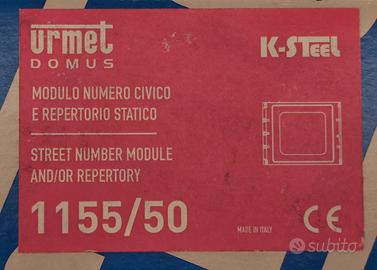 urmet
DOMUS
K-STEEL
MODULO NUMERO CIVICO
E REPERTORIO STATICO
STREET NUMBER MODULE
AND/OR REPERTORY
1155/50
MADE IN ITALY
CE
subito